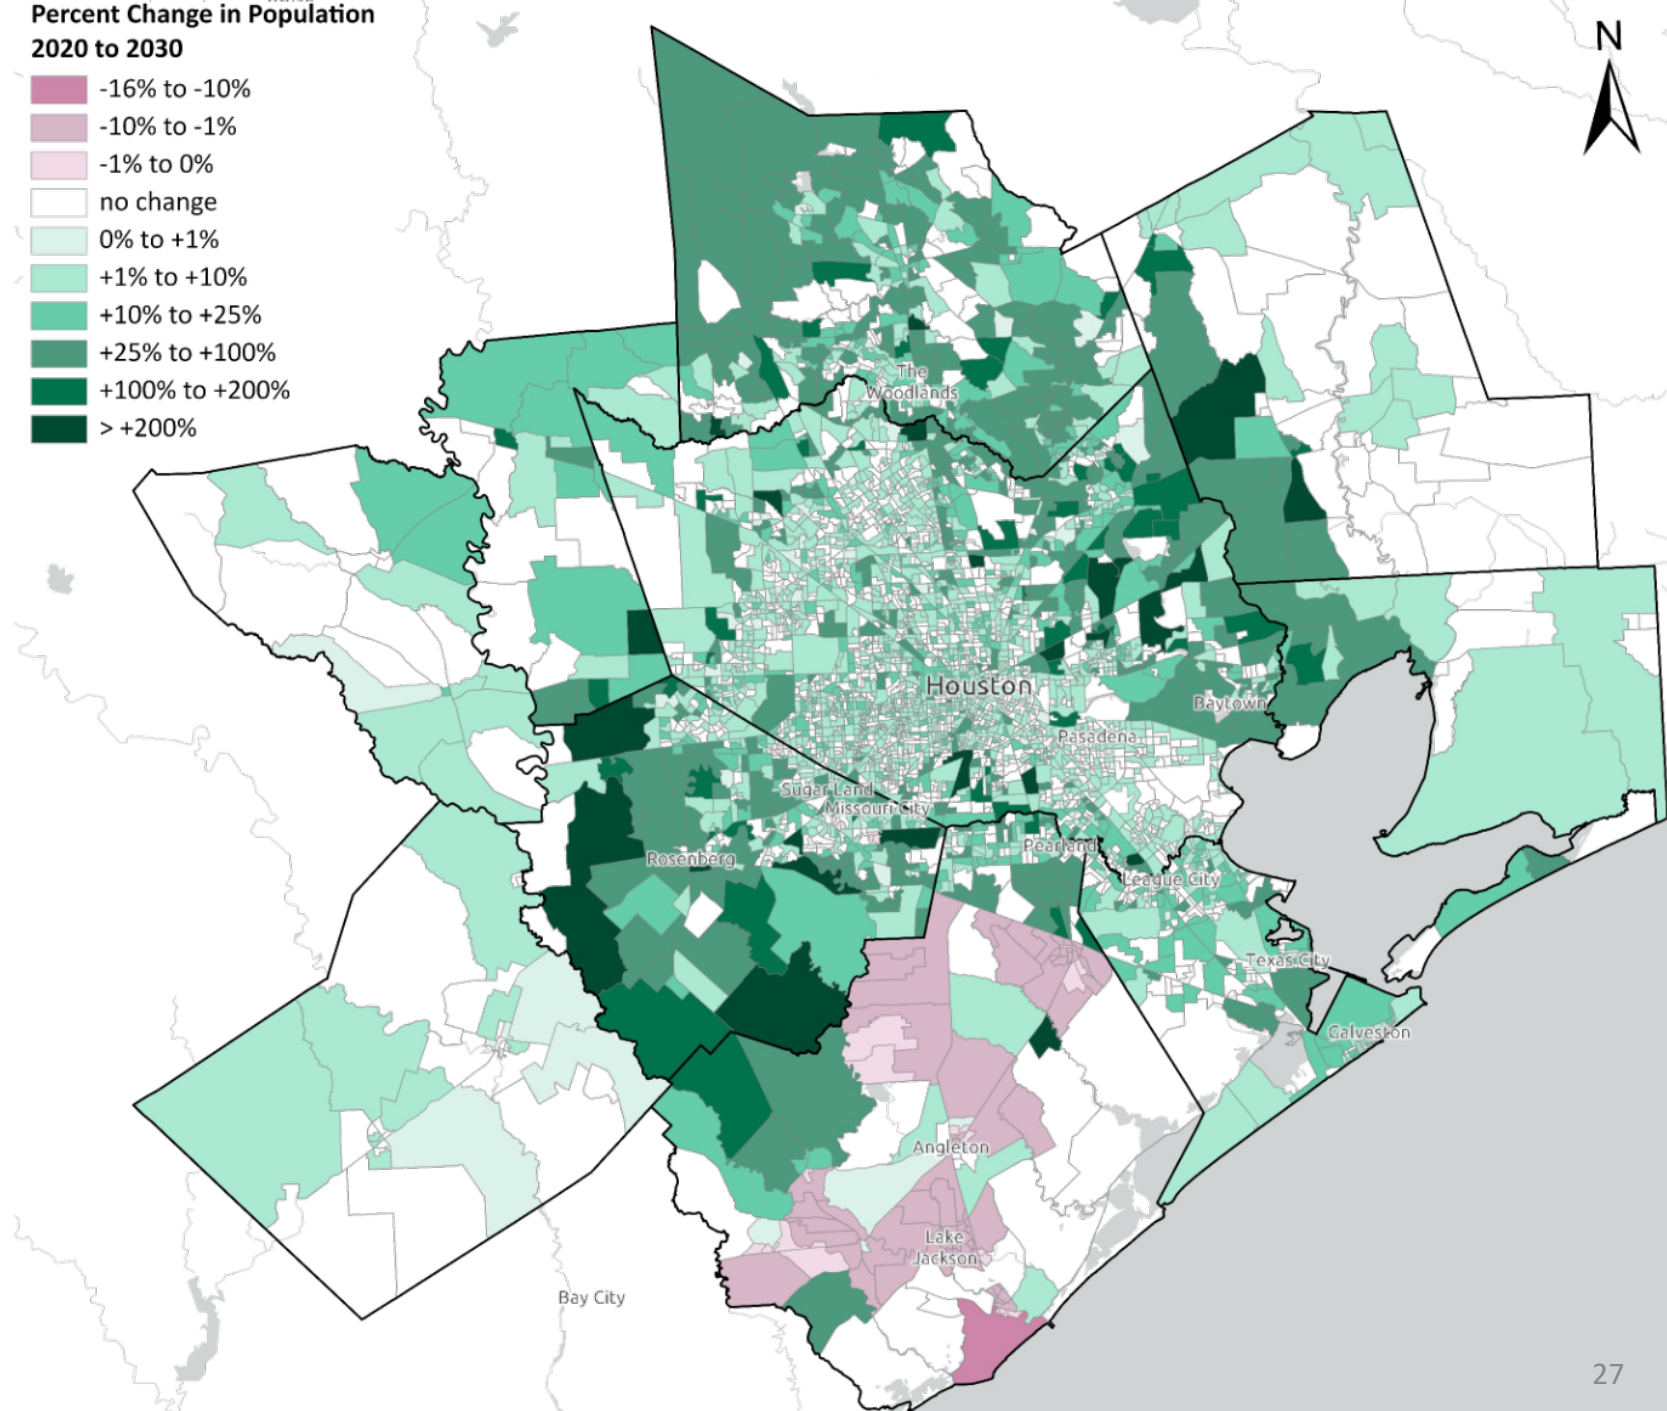 Percent Change in Population
2020 to 2030
-16% to -10%
-10% to -1%
-1% to 0%
no change
0% to +1%
+1% to +10%
+10% to +25%
+25% to +100%
+100% to +200%
> +200%
N
The
Woodlands
Houston
Baytown
Pasadena
Sugar Land
Missouri City
Pearland
Rosenberg
League City
Texas City
Galveston
Angleton
Lake
Jackson
Bay City
27